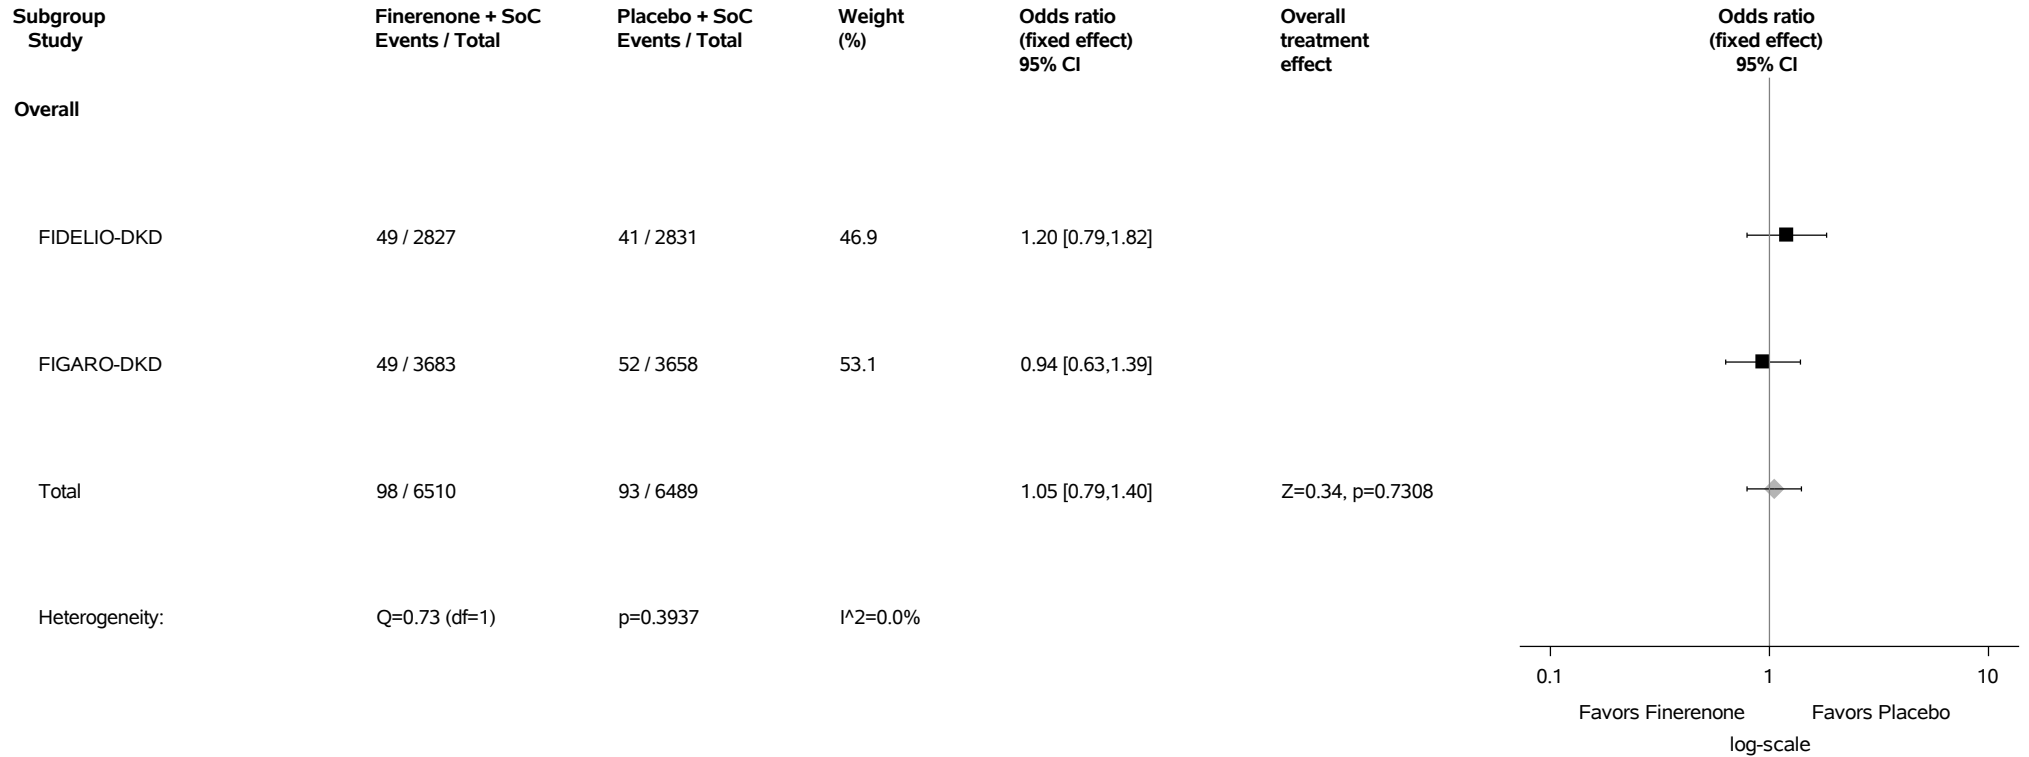 Subgroup Finerenone + SoC Placebo + SoC Weight Odds ratio Overall Odds ratio
Study Events / Total Events / Total (%) (fixed effect) treatment (fixed effect)
95% CI effect 95% CI
Overall
FIDELIO-DKD 49 / 2827 41 / 2831 46.9 1.20 [0.79,1.82]
FIGARO-DKD 49 / 3683 52 / 3658 53.1 0.94 [0.63,1.39]
Total 98 / 6510 93 / 6489 1.05 [0.79,1.40] Z=0.34, p=0.7308
Heterogeneity: Q=0.73 (df=1) p=0.3937 I^2=0.0%
0.1 1 10
Favors Finerenone Favors Placebo
log-scale